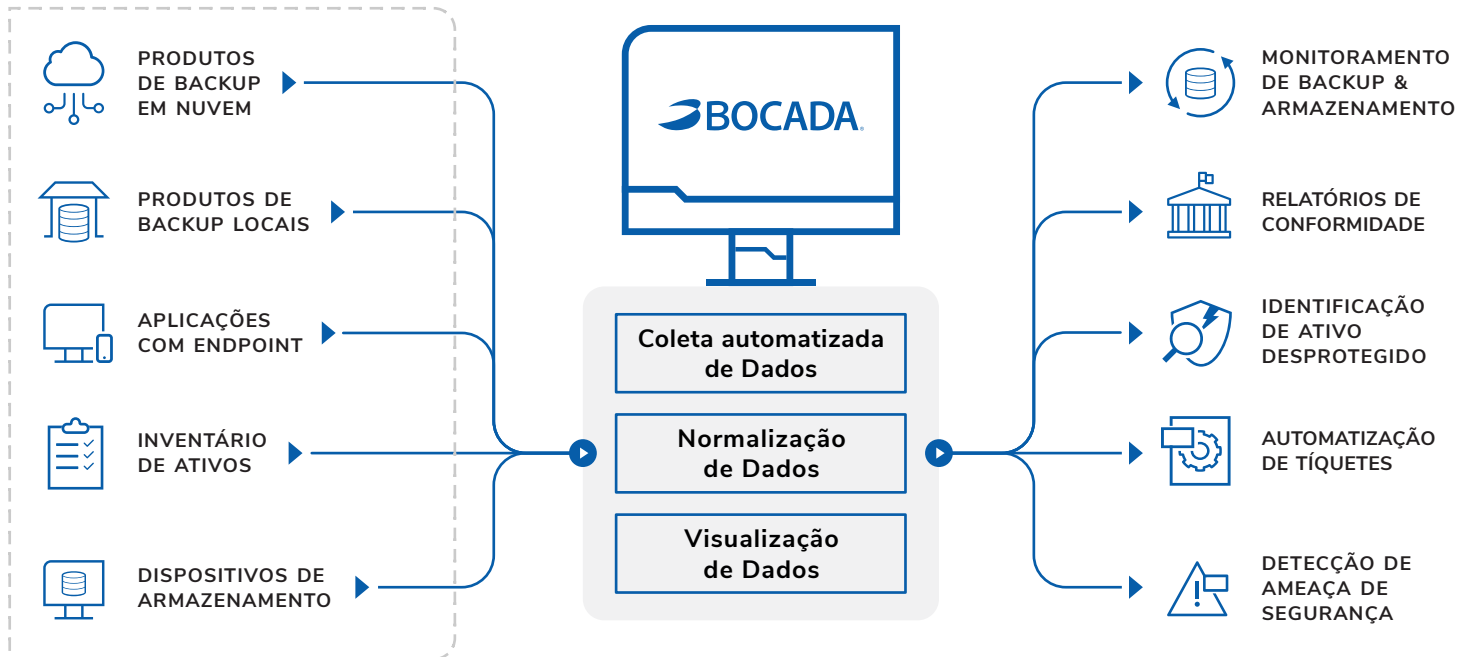 PRODUTOS
DE BACKUP
EM NUVEM
PRODUTOS DE
BACKUP LOCAIS
APLICAÇÕES
COM ENDPOINT
INVENTÁRIO
DE ATIVOS
DISPOSITIVOS DE
ARMAZENAMENTO
BOCADA
Coleta automatizada
de Dados
Normalização
de Dados
Visualização
de Dados
MONITORAMENTO
DE BACKUP &
ARMAZENAMENTO
RELATÓRIOS DE
CONFORMIDADE
IDENTIFICAÇÃO
DE ATIVO
DESPROTEGIDO
AUTOMATIZAÇÃO
DE TÍQUETES
DETECÇÃO DE
AMEAÇA DE
SEGURANÇA